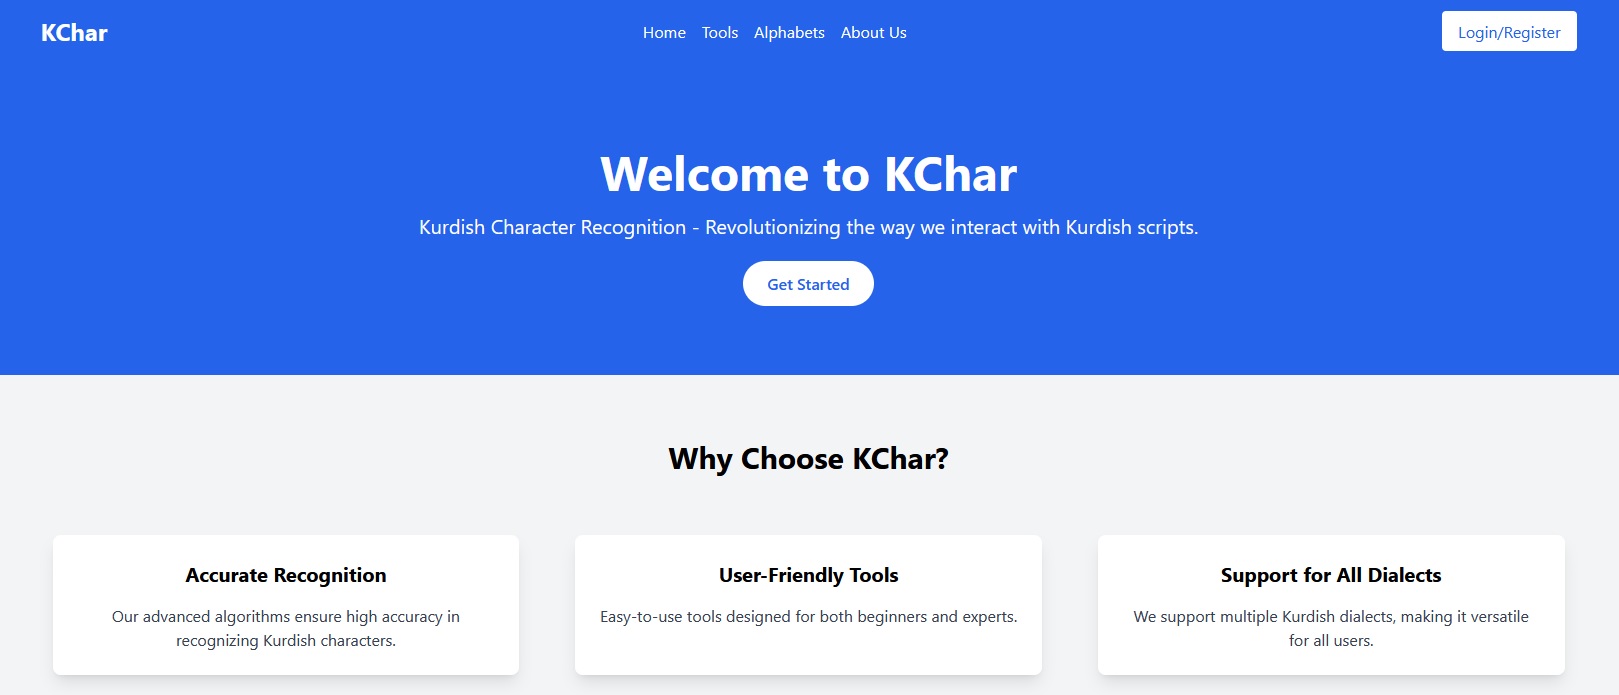 KChar
Home Tools Alphabets About Us
Login/Register
Welcome to KChar
Kurdish Character Recognition - Revolutionizing the way we interact with Kurdish scripts.
Get Started
Why Choose KChar?
Accurate Recognition
Our advanced algorithms ensure high accuracy in
recognizing Kurdish characters.
User-Friendly Tools
Easy-to-use tools designed for both beginners and experts.
Support for All Dialects
We support multiple Kurdish dialects, making it versatile
for all users.